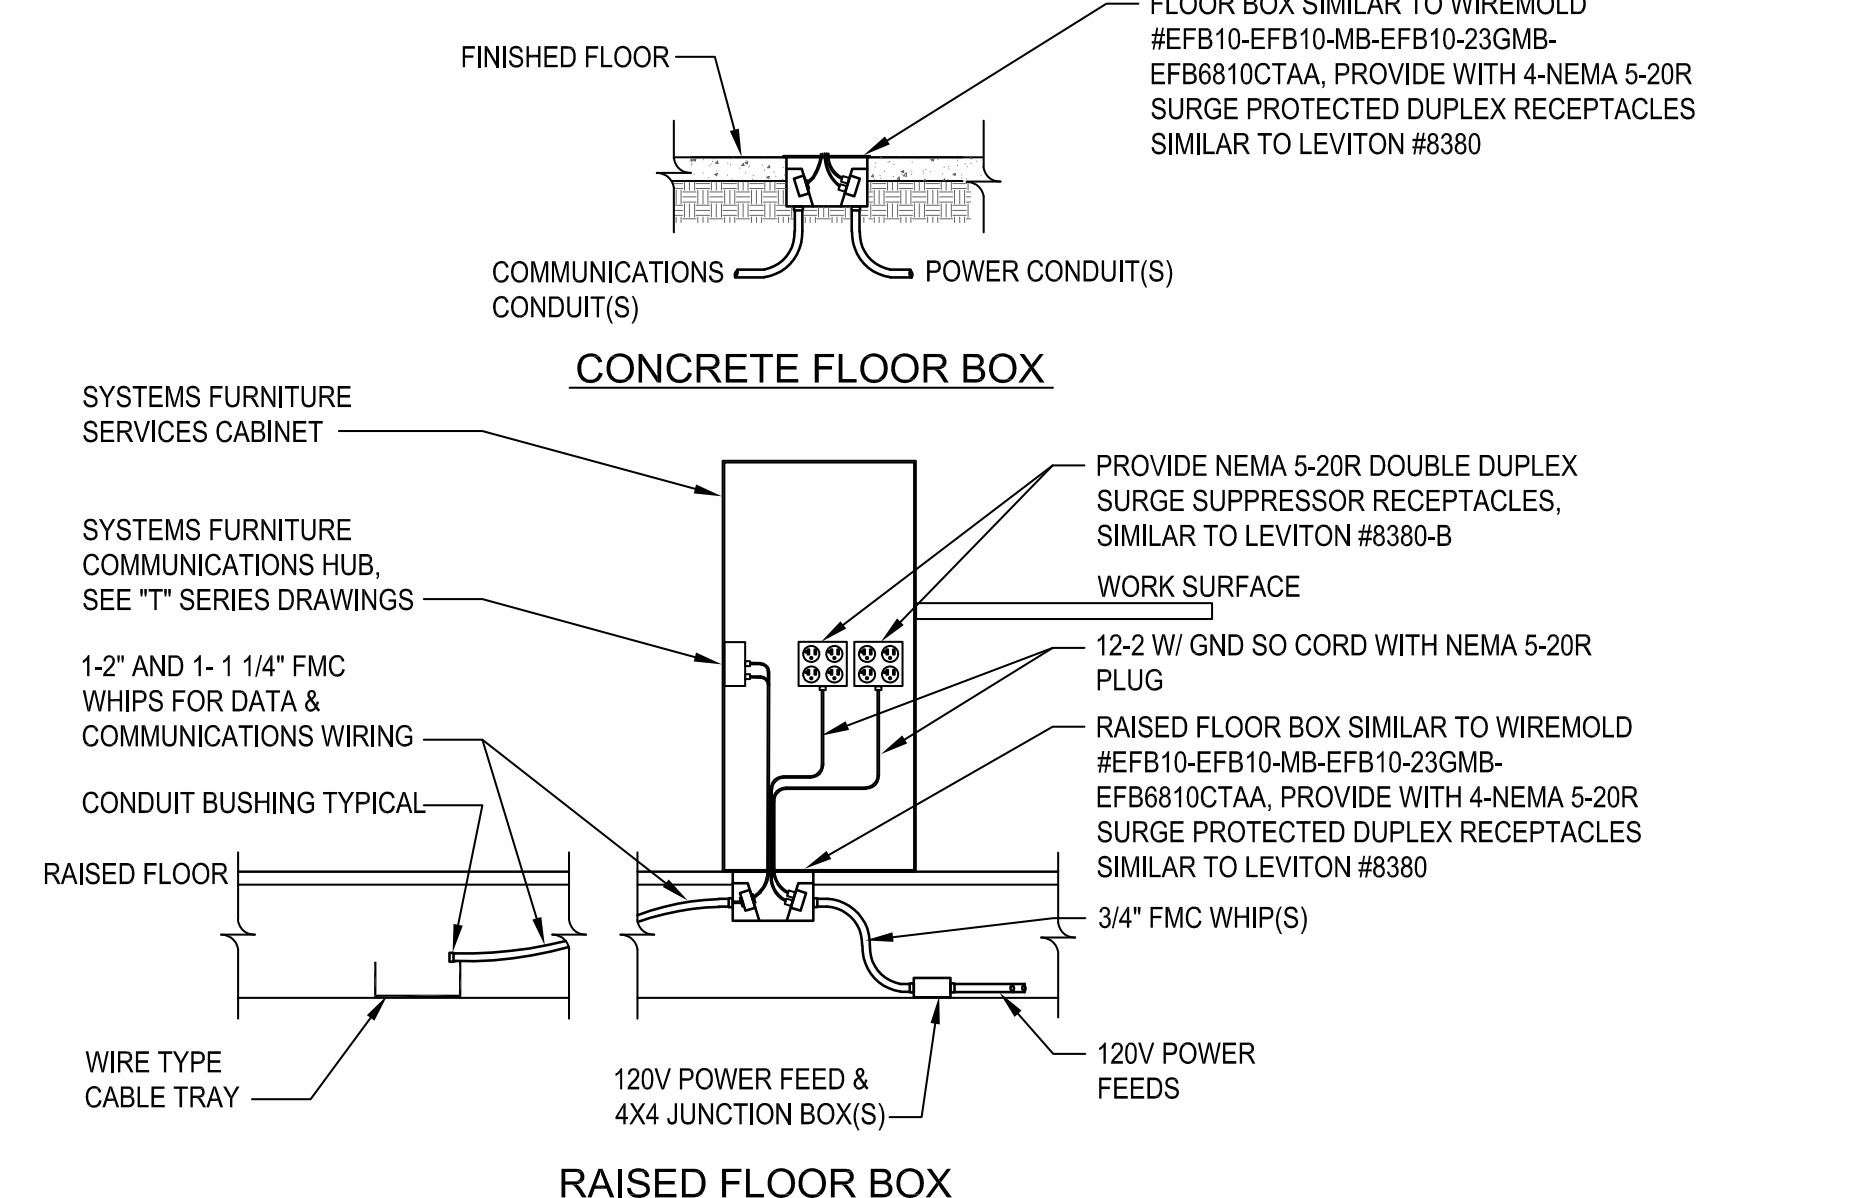 FLOOR BOX SIMILAR TO WIREMOLD
#EFB10-EFB10-MB-EFB10-23GMB-
EFB6810CTAA, PROVIDE WITH 4-NEMA 5-20R
SURGE PROTECTED DUPLEX RECEPTACLES
SIMILAR TO LEVITON #8380
FINISHED FLOOR
COMMUNICATIONS
CONDUIT(S)
POWER CONDUIT(S)
CONCRETE FLOOR BOX
SYSTEMS FURNITURE
SERVICES CABINET
SYSTEMS FURNITURE
COMMUNICATIONS HUB,
SEE "T" SERIES DRAWINGS
1-2" AND 1- 1 1/4" FMC
WHIPS FOR DATA &
COMMUNICATIONS WIRING
CONDUIT BUSHING TYPICAL
RAISED FLOOR
WIRE TYPE
CABLE TRAY
PROVIDE NEMA 5-20R DOUBLE DUPLEX
SURGE SUPPRESSOR RECEPTACLES,
SIMILAR TO LEVITON #8380-B
WORK SURFACE
12-2 W/ GND SO CORD WITH NEMA 5-20R
PLUG
RAISED FLOOR BOX SIMILAR TO WIREMOLD
#EFB10-EFB10-MB-EFB10-23GMB-
EFB6810CTAA, PROVIDE WITH 4-NEMA 5-20R
SURGE PROTECTED DUPLEX RECEPTACLES
SIMILAR TO LEVITON #8380
3/4" FMC WHIP(S)
120V POWER
FEEDS
120V POWER FEED &
4X4 JUNCTION BOX(S)
RAISED FLOOR BOX